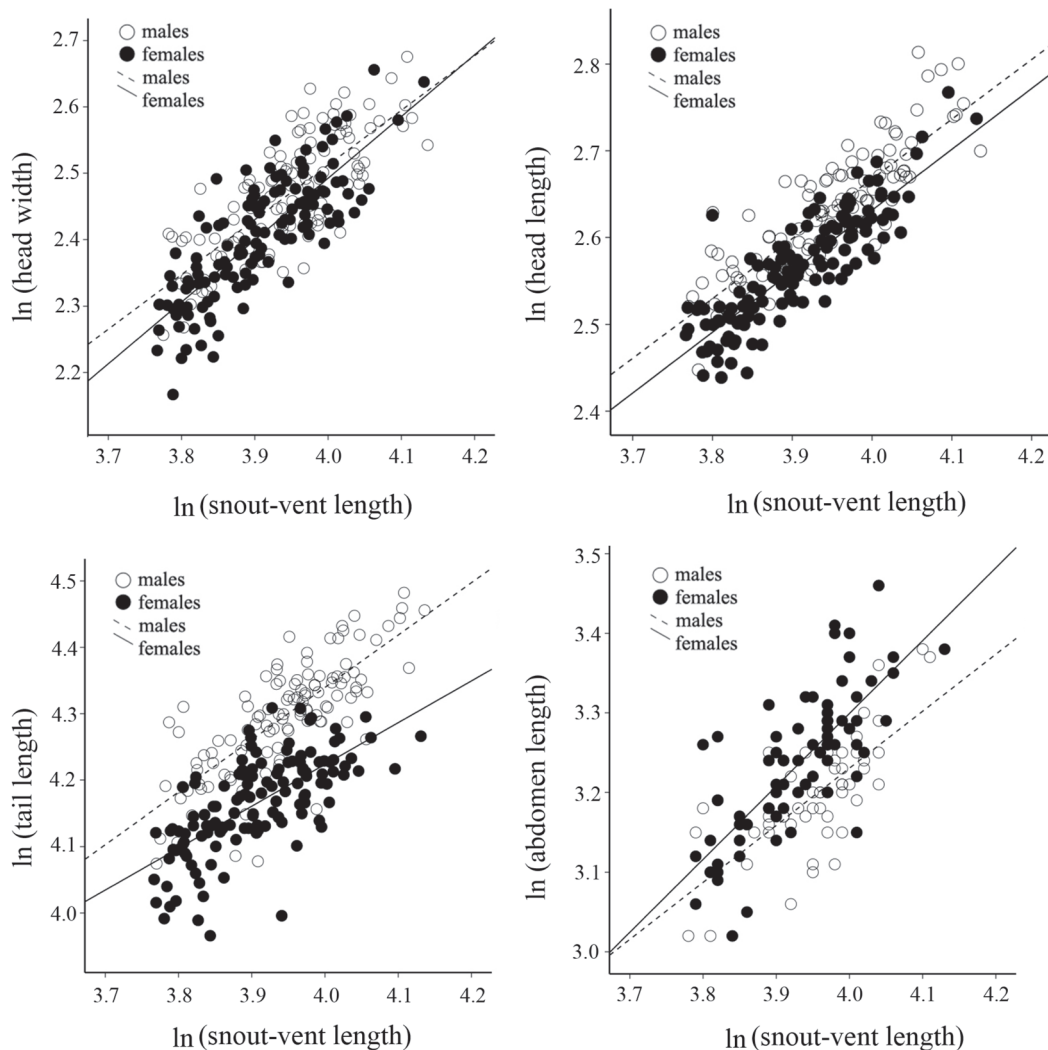 2.7
2.6
2.5
2.4
2.3
2.2
ln (head width)
males
females
males
females
3.7 3.8 3.9 4.0 4.1 4.2
ln (snout-vent length)
2.8
2.7
2.6
2.5
2.4
ln (head length)
males
females
males
females
3.7 3.8 3.9 4.0 4.1 4.2
ln (snout-vent length)
4.5
4.4
4.3
4.2
4.1
4.0
ln (tail length)
males
females
males
females
3.7 3.8 3.9 4.0 4.1 4.2
ln (snout-vent length)
3.5
3.4
3.3
3.2
3.1
3.0
ln (abdomen length)
males
females
males
females
3.7 3.8 3.9 4.0 4.1 4.2
ln (snout-vent length)